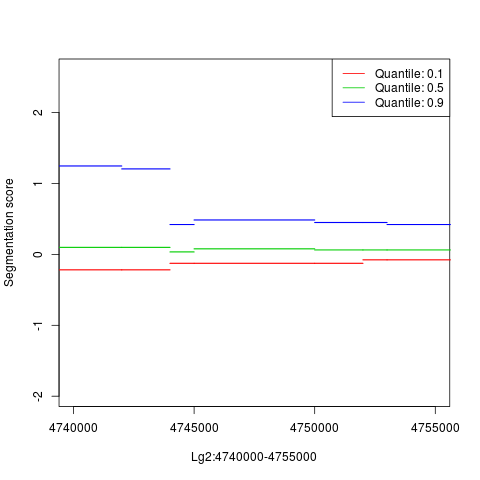 Quantile: 0.1
Quantile: 0.5
Quantile: 0.9
Segmentation score
2
1
0
-1
-2
4740000 4745000 4750000 4755000
Lg2:4740000-4755000